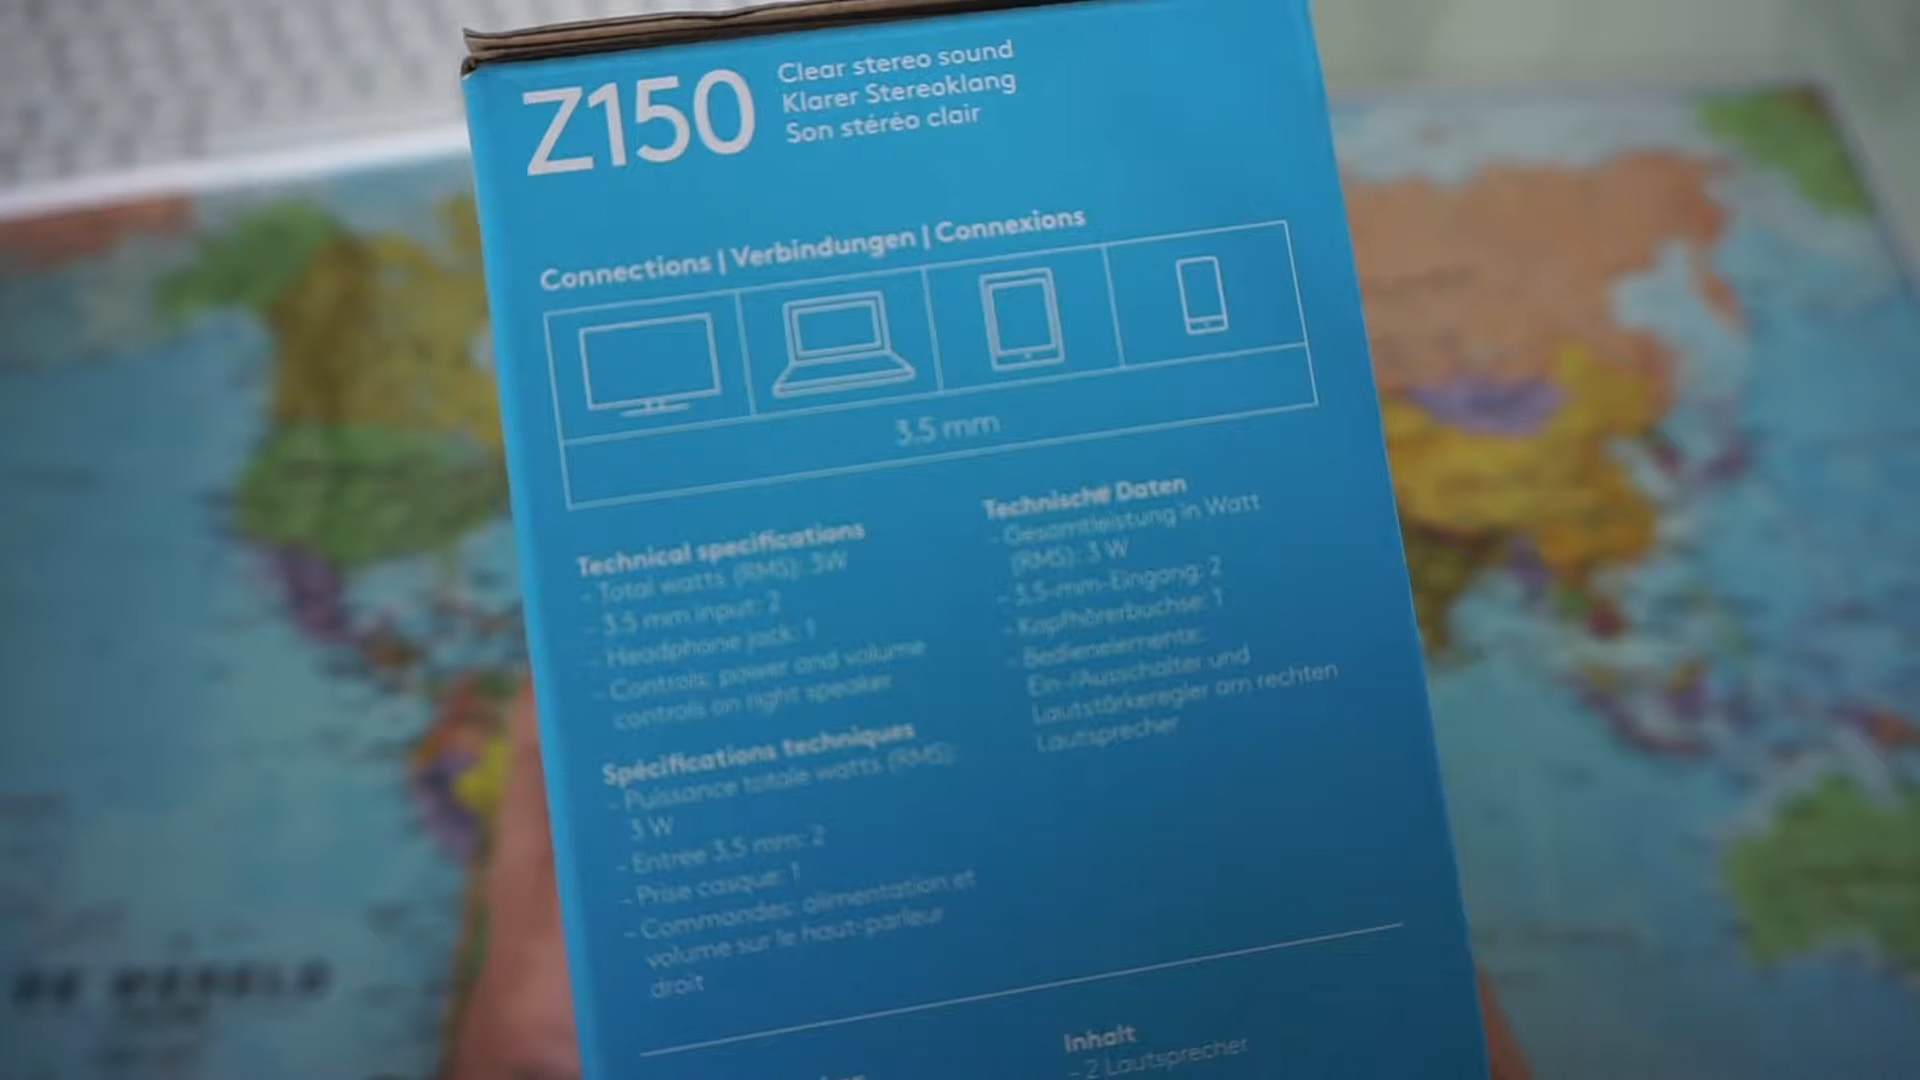 Z150
Clear stereo sound
Klarer Stereoklang
Son stéréo clair
Connections | Verbindungen | Connexions
3,5 mm
Technical specifications
- Total watts (RMS): 3W
- 3.5 mm input: 2
- Headphone jack: 1
- Controls: power and volume
controls on right speaker
Spécifications techniques
- Puissance totale watts (RMS):
3 W
- Entrée 3,5 mm: 2
- Prise casque: 1
- Commandes: alimentation et
volume sur le haut-parleur
droit
Technische Daten
- Gesamtleistung in Watt
(RMS): 3 W
- 3,5-mm-Eingang: 2
- Kopfhörerbuchse: 1
- Bedienelemente:
Ein-/Ausschalter und
Lautstärkeregler am rechten
Lautsprecher
Inhalt
- 2 Lautsprecher
DE WERELD